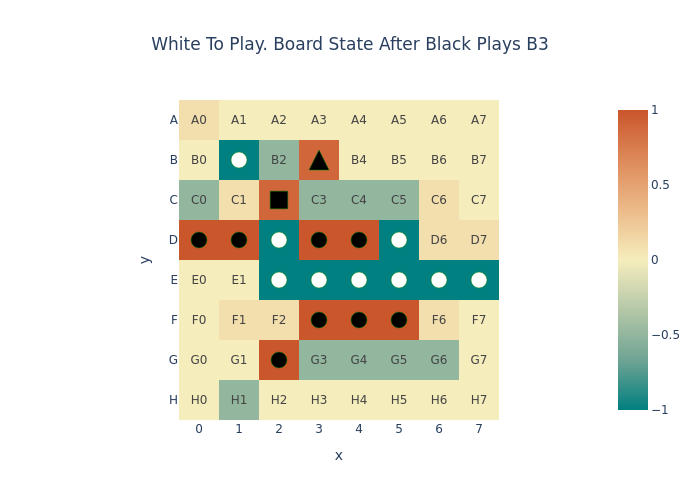 White To Play. Board State After Black Plays B3
A A0 A1 A2 A3 A4 A5 A6 A7
B B0 B2 B4 B5 B6 B7
C C0 C1 C3 C4 C5 C6 C7
D D6 D7
E E0 E1
F F0 F1 F2 F6 F7
G G0 G1 G3 G4 G5 G6 G7
H H0 H1 H2 H3 H4 H5 H6 H7
0 1 2 3 4 5 6 7
x
y
1
0.5
0
−0.5
−1